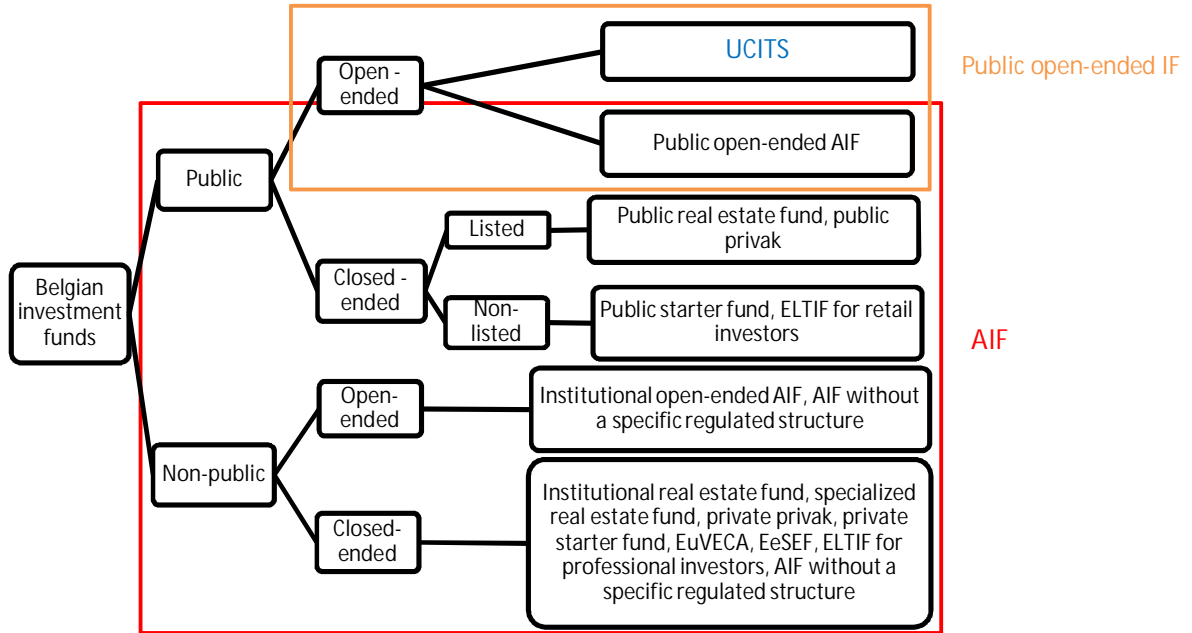 UCITS
Public open-ended IF
Open -
ended
Public open-ended AIF
Public
Public real estate fund, public
privak
Listed
Closed -
ended
Non-
listed
Public starter fund, ELTIF for retail
investors
Belgian
investment
funds
AIF
Open-
ended
Institutional open-ended AIF, AIF without
a specific regulated structure
Non-public
Closed-
ended
Institutional real estate fund, specialized
real estate fund, private privak, private
starter fund, EuVECA, EeSEF, ELTIF for
professional investors, AIF without a
specific regulated structure